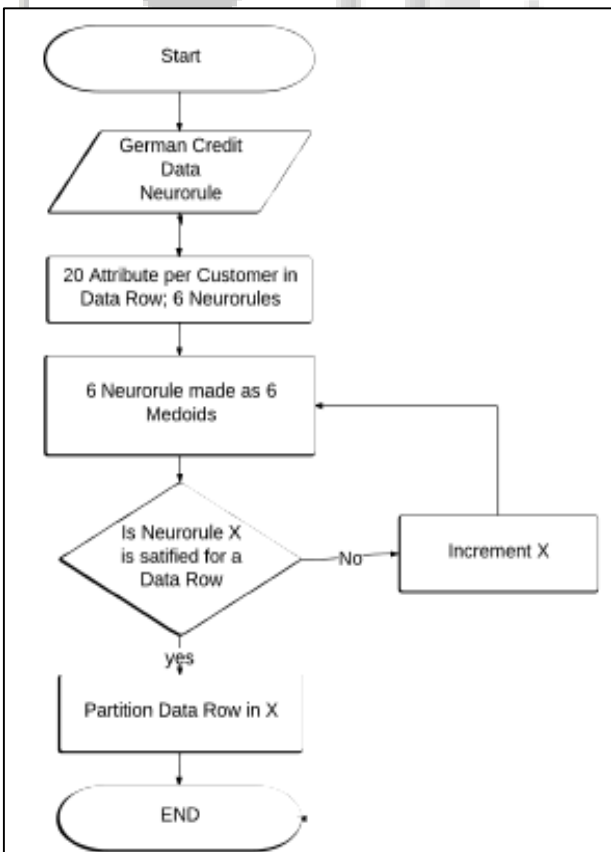 Start
German Credit
Data
Neurorule
20 Attribute per Customer in
Data Row; 6 Neurorules
6 Neurorule made as 6
Medoids
Is Neurorule X
is satified for a
Data Row
No
Increment X
yes
Partition Data Row in X
END